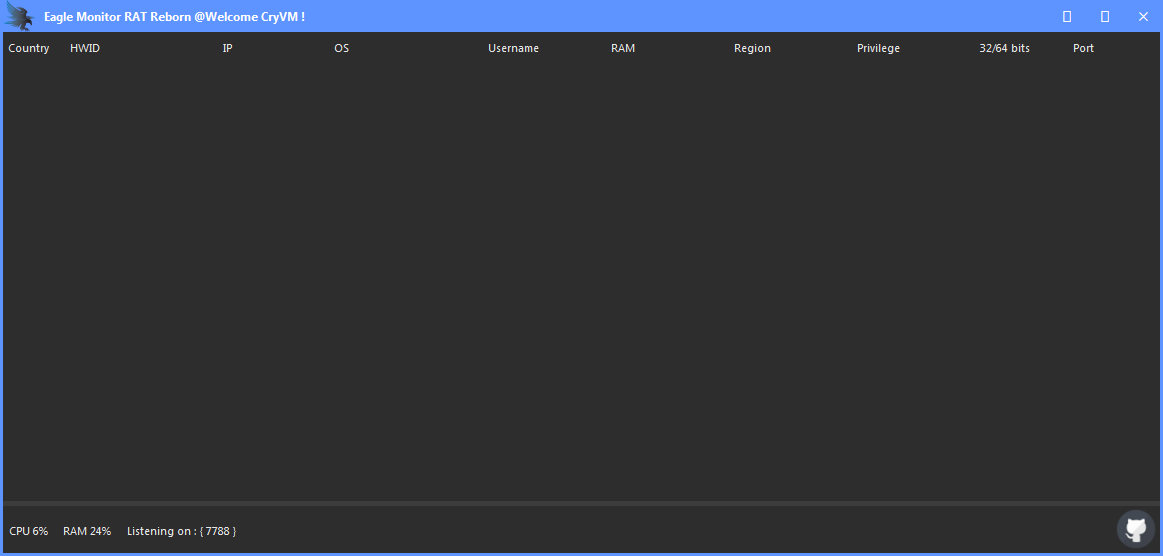 Eagle Monitor RAT Reborn @Welcome CryVM !
Country HWID IP OS Username RAM Region Privilege 32/64 bits Port
CPU 6% RAM 24% Listening on : { 7788 }